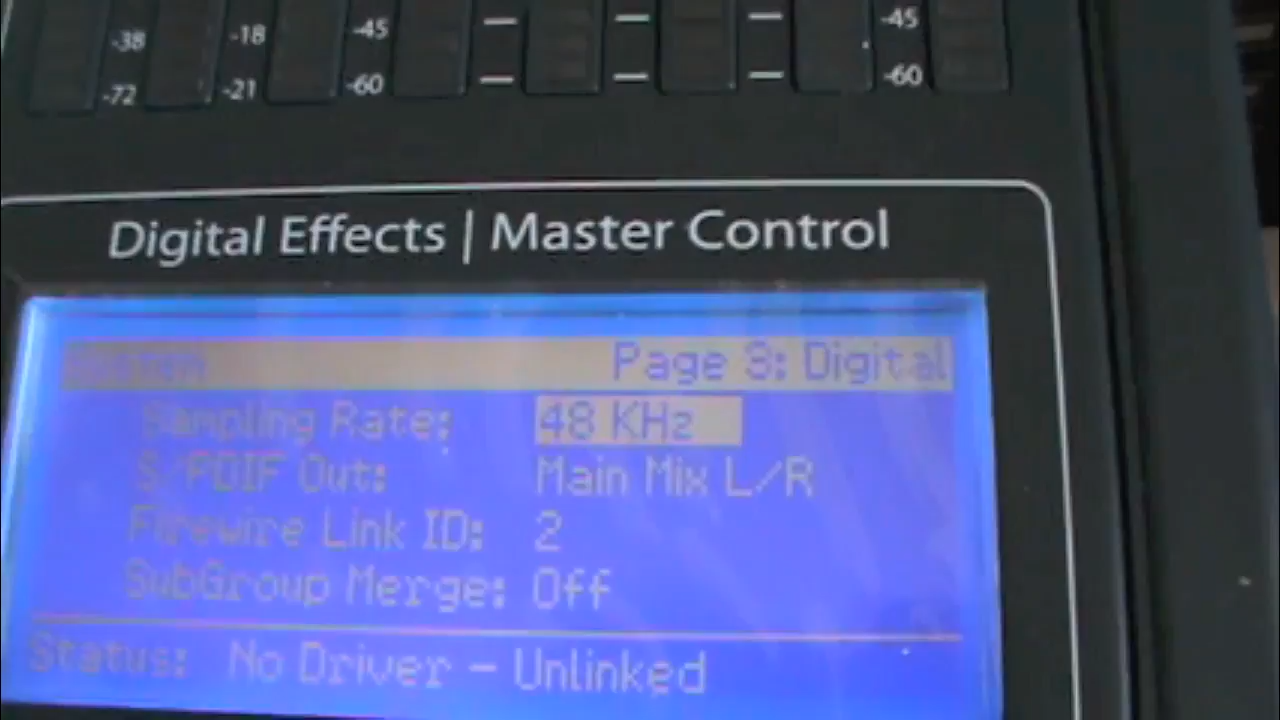 -38 -18 -45 -45
-72 -21 -60 -60
Digital Effects | Master Control
System Page 3: Digital
Sampling Rate: 48 KHz
S/PDIF Out: Main Mix L/R
Firewire Link ID: 2
SubGroup Merge: Off
Status: No Driver - Unlinked